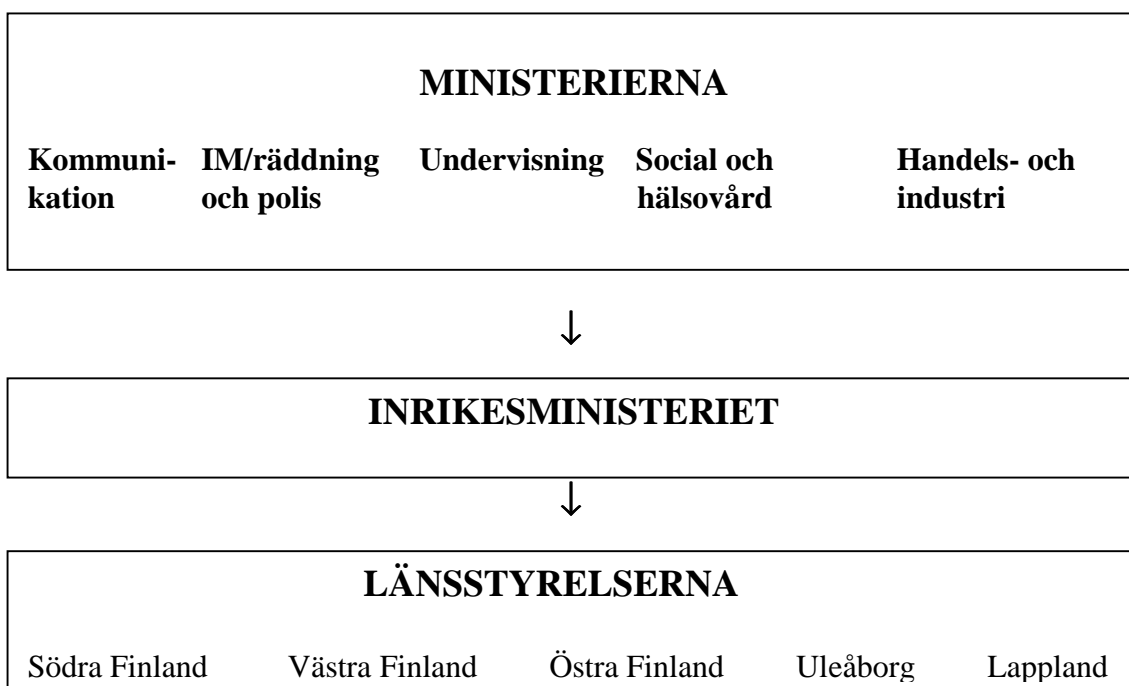 MINISTERIERNA
Kommuni- IM/räddning Undervisning Social och Handels- och
kation och polis hälsovård industri
↓
INRIKESMINISTERIET
↓
LÄNSSTYRELSERNA
Södra Finland Västra Finland Östra Finland Uleåborg Lappland